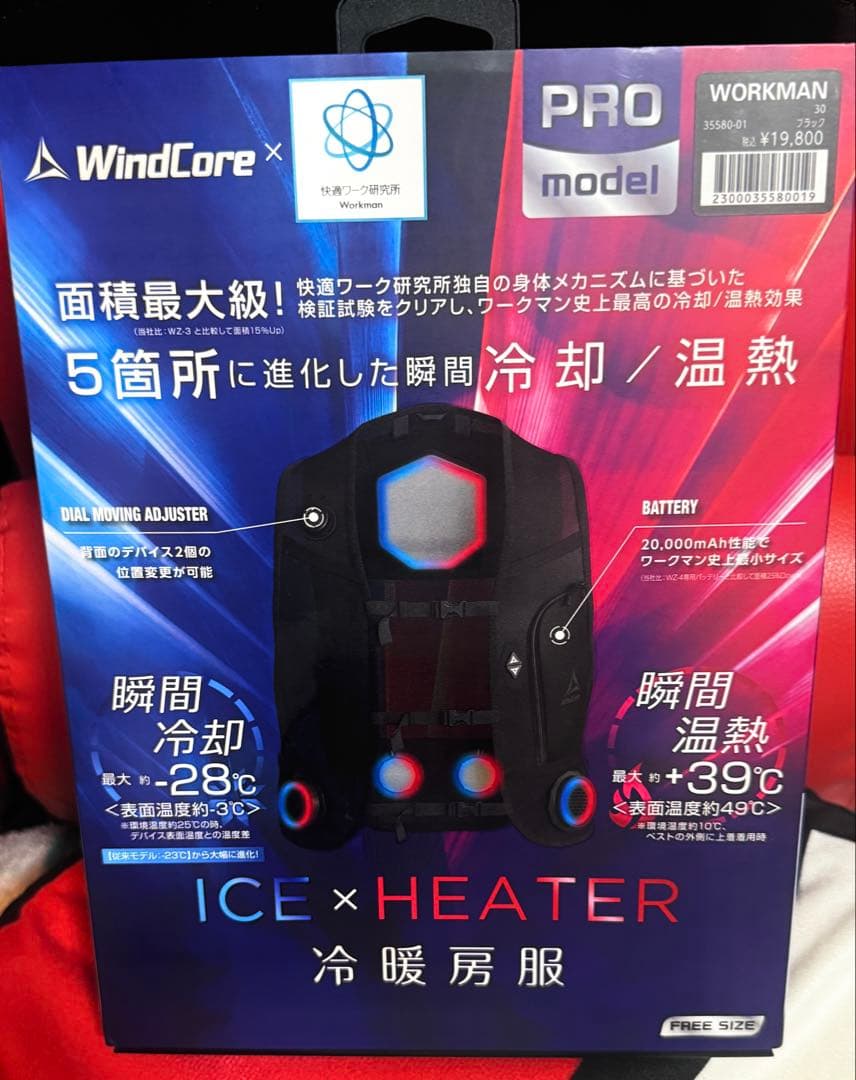 WindCore ×
快適ワーク研究所
Workman
PRO
model
WORKMAN
30
35580-01 ブラック
税込 ¥19,800
2300035580019
面積最大級!
(当社比:WZ-3 と比較して面積15%Up)
快適ワーク研究所独自の身体メカニズムに基づいた
検証試験をクリアし、ワークマン史上最高の冷却/温熱効果
5箇所に進化した瞬間冷却/温熱
DIAL MOVING ADJUSTER
背面のデバイス2個の
位置変更が可能
BATTERY
20,000mAh性能で
ワークマン史上最小サイズ
瞬間
冷却
最大 約-28℃
<表面温度約-3℃>
※環境温度約25℃の時、
デバイス表面温度との温度差
【従来モデル:-23℃】から大幅に進化!
瞬間
温熱
最大 約+39℃
<表面温度約49℃>
※環境温度約10℃、
ベストの外側に上着着用時
ICE × HEATER
冷暖房服
FREE SIZE